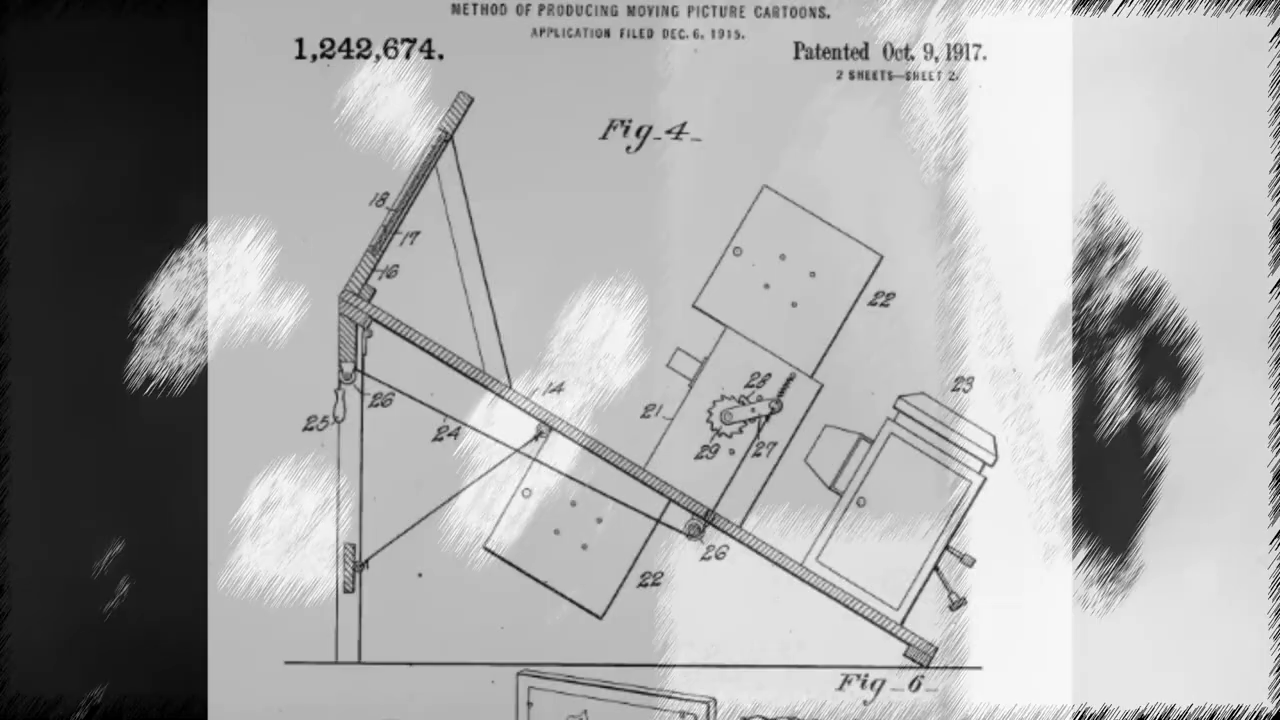 METHOD OF PRODUCING MOVING PICTURE CARTOONS.
APPLICATION FILED DEC. 6, 1915.
1,242,674.
Patented Oct. 9, 1917.
2 SHEETS—SHEET 2.
Fig-4-
18
17
16
22
28
23
14
26
21
25
24
29
27
26
22
Fig-6-